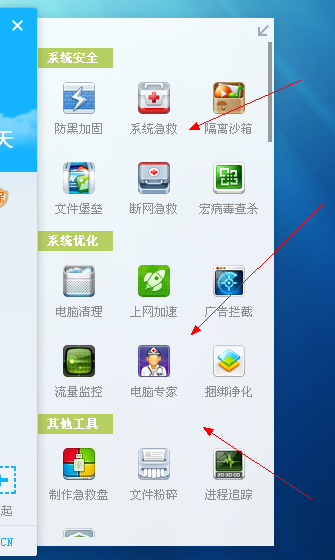 天
系统安全
防黑加固 系统急救 隔离沙箱
文件堡垒 断网急救 宏病毒查杀
系统优化
电脑清理 上网加速 广告拦截
流量监控 电脑专家 捆绑净化
其他工具
制作急救盘 文件粉碎 进程追踪
起
CN